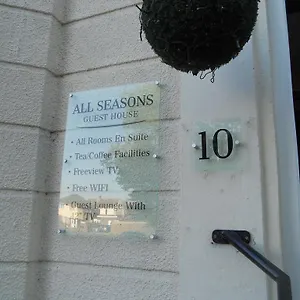 ALL SEASONS
GUEST HOUSE
• All Rooms En Suite
• Tea/Coffee Facilities
• Freeview TV
• Free WIFI
• Guest Lounge With
TV
10